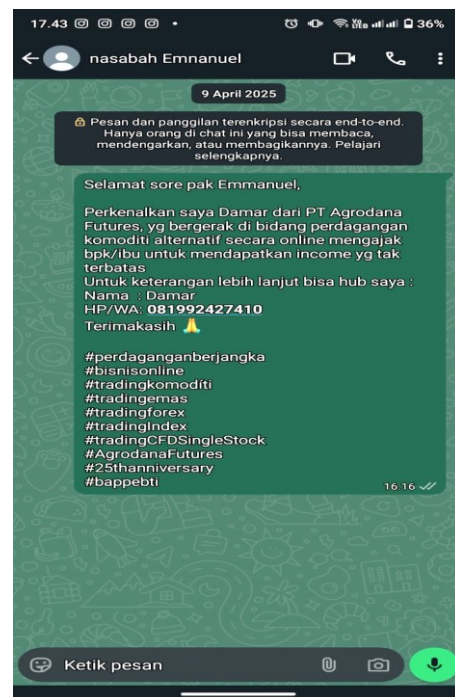 17.43
36%
nasabah Emnanuel
9 April 2025
Pesan dan panggilan terenkripsi secara end-to-end.
Hanya orang di chat ini yang bisa membaca,
mendengarkan, atau membagikannya. Pelajari
selengkapnya.
Selamat sore pak Emmanuel,
Perkenalkan saya Damar dari PT Agrodana
Futures, yg bergerak di bidang perdagangan
komoditi alternatif secara online mengajak
bpk/ibu untuk mendapatkan income yg tak
terbatas
Untuk keterangan lebih lanjut bisa hub saya :
Nama : Damar
HP/WA: 081992427410
Terimakasih 🙏
#perdaganganberjangka
#bisnisonline
#tradingkomodíti
#tradingemas
#tradingforex
#tradingIndex
#tradingCFDSingleStock
#AgrodanaFutures
#25thanniversary
#bappebti
16.16
Ketik pesan